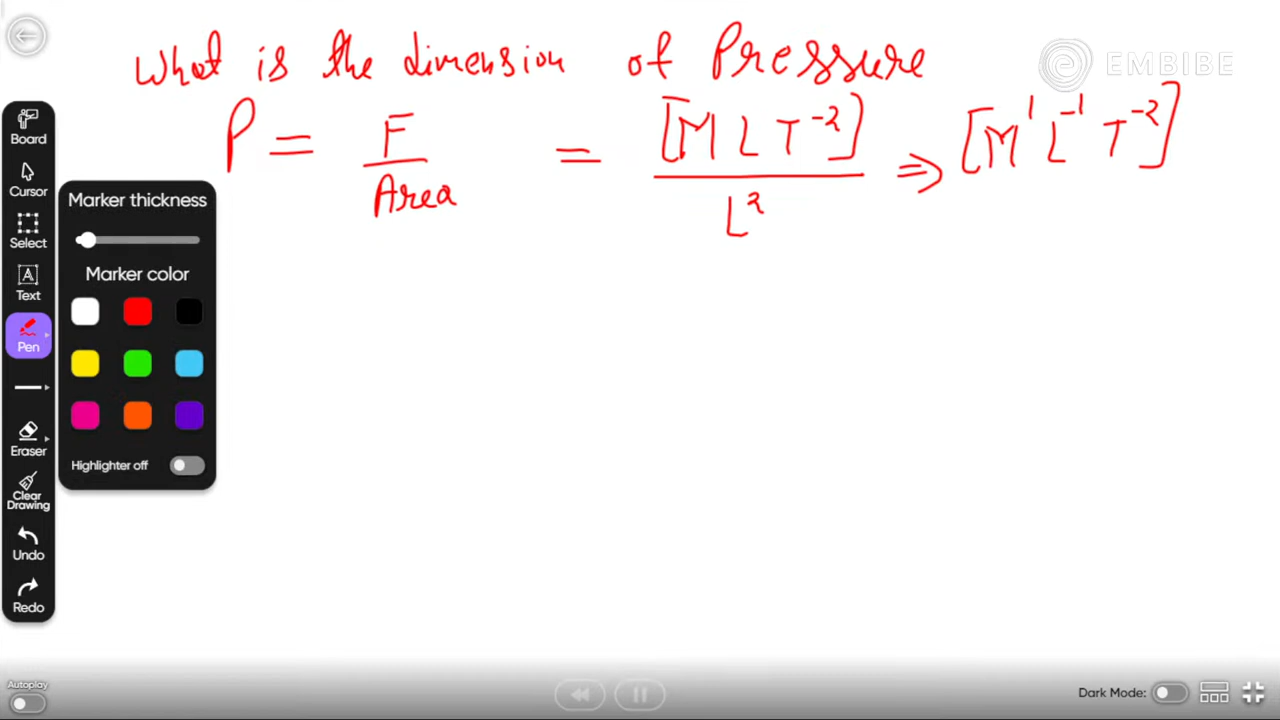 What is the dimension of Pressure
EMBIBE
P = F/Area = [M L T⁻²]/L² ⇒ [M¹ L⁻¹ T⁻²]
Board
Cursor
Select
Text
Pen
Eraser
Clear Drawing
Undo
Redo
Marker thickness
Marker color
Highlighter off
Autoplay
Dark Mode: